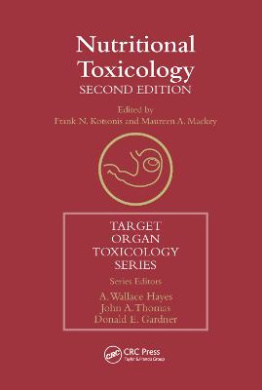 Nutritional
Toxicology
SECOND EDITION
Edited by
Frank N. Kotsonis and Maureen A. Mackey
TARGET
ORGAN
TOXICOLOGY
SERIES
Series Editors
A. Wallace Hayes
John A. Thomas
Donald E. Gardner
CRC
CRC Press
Taylor & Francis Group